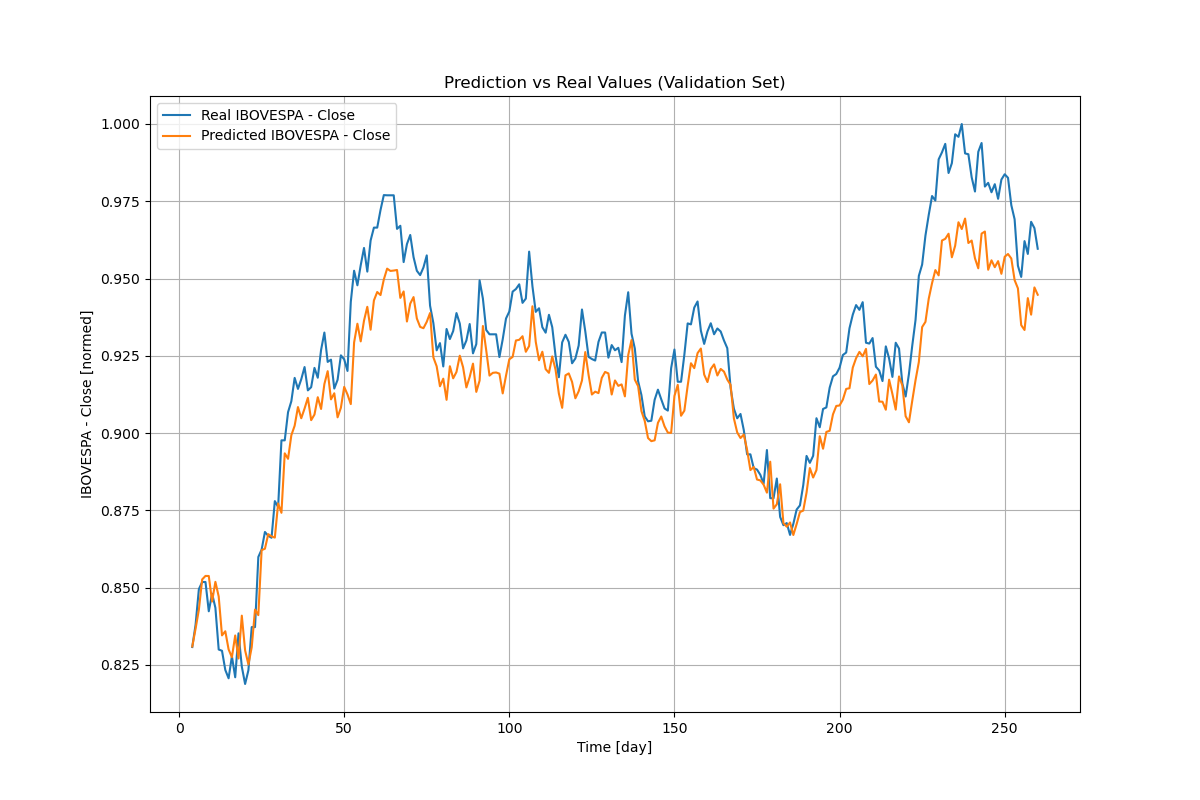 Prediction vs Real Values (Validation Set)
Real IBOVESPA - Close
Predicted IBOVESPA - Close
IBOVESPA - Close [normed]
1.000
0.975
0.950
0.925
0.900
0.875
0.850
0.825
0 50 100 150 200 250
Time [day]